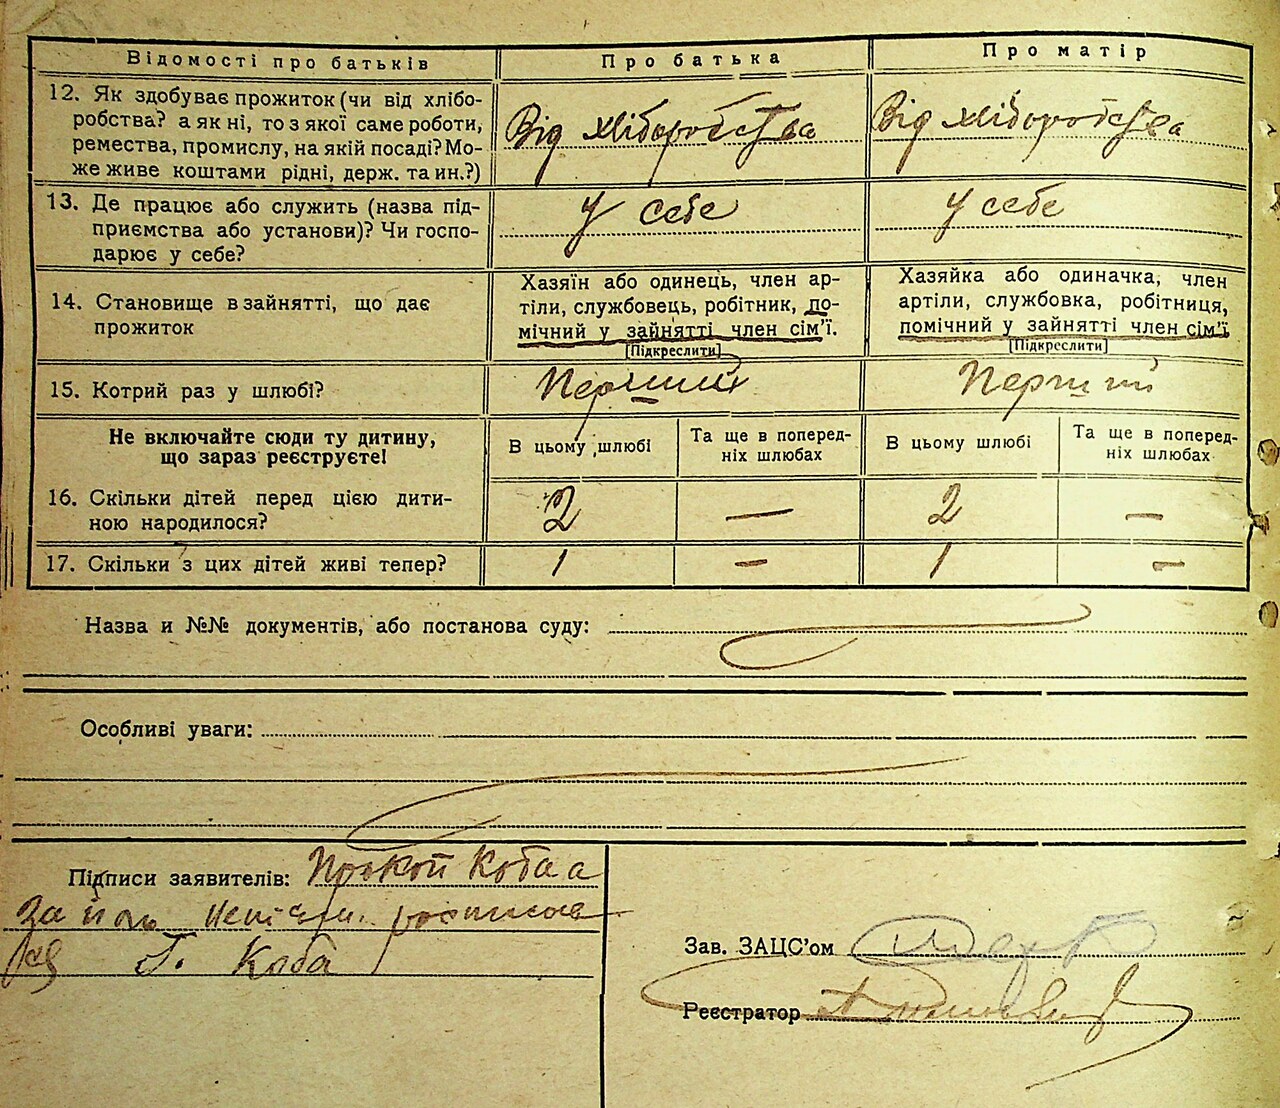 Відомості про батьків
Про батька
Про матір
12. Як здобуває прожиток (чи від хлібо-
робства? а як ні, то з якої саме роботи,
ремества, промислу, на якій посаді? Мо-
же живе коштами рідні, держ. та ин.?)
Від хліборобства
Від хліборобства
13. Де працює або служить (назва під-
приємства або установи)? Чи госпо-
дарює у себе?
у себе
у себе
14. Становище в зайнятті, що дає
прожиток
Хазяїн або одинець, член ар-
тілі, службовець, робітник, по-
мічний у зайнятті член сім'ї.
[Підкреслити]
Хазяйка або одиначка, член
артіли, службовка, робітниця,
помічний у зайнятті член сім'ї
[Підкреслити]
15. Котрий раз у шлюбі?
Перший
Перший
Не включайте сюди ту дитину,
що зараз реєструєте!
В цьому шлюбі
Та ще в поперед-
ніх шлюбах
В цьому шлюбі
Та ще в поперед-
ніх шлюбах
16. Скільки дітей перед цією дити-
ною народилося?
2
—
2
—
17. Скільки з цих дітей живі тепер?
1
—
1
—
Назва и №№ документів, або постанова суду:
Особливі уваги:
Підписи заявителів: Прокоп Коба
За
Г. Коба
Зав. ЗАЦС'ом
Реєстратор